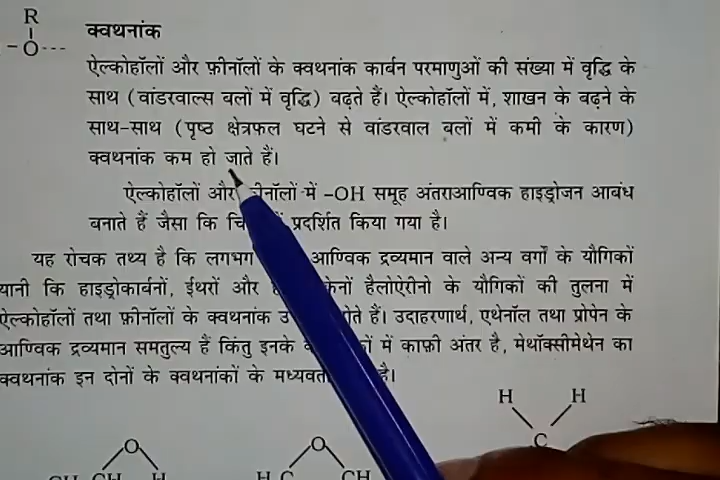 R
-O---
क्वथनांक
ऐल्कोहॉलों और फ़ीनॉलों के क्वथनांक कार्बन परमाणुओं की संख्या में वृद्धि के
साथ (वांडरवाल्स बलों में वृद्धि) बढ़ते हैं। ऐल्कोहॉलों में, शाखन के बढ़ने के
साथ-साथ (पृष्ठ क्षेत्रफल घटने से वांडरवाल बलों में कमी के कारण)
क्वथनांक कम हो जाते हैं।
ऐल्कोहॉलों और में -OH समूह अंतराआण्विक हाइड्रोजन आबंध
बनाते हैं जैसा कि प्रदर्शित किया गया है।
यह रोचक तथ्य है कि लगभग आण्विक द्रव्यमान वाले अन्य वर्गों के यौगिकों
यानी कि हाइड्रोकार्बनो, ईथरों और हैलोऐरीनो के यौगिकों की तुलना में
ऐल्कोहॉलों तथा फ़ीनॉलों के क्वथनांक हैं। उदाहरणार्थ, एथेनॉल तथा प्रोपेन के
आण्विक द्रव्यमान समतुल्य हैं किंतु इनके में काफ़ी अंतर है, मेथॉक्सीमेथेन का
क्वथनांक इन दोनों के क्वथनांकों के है।
H H
C
O O
H H C CH